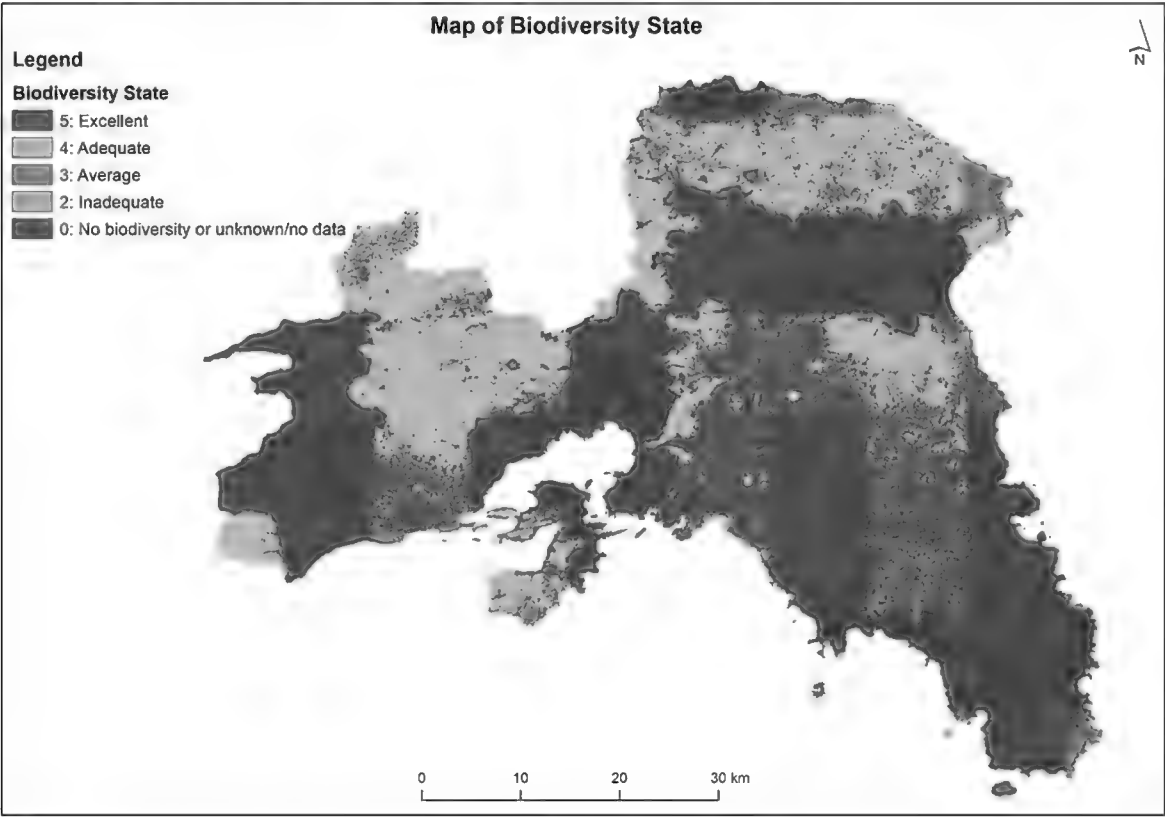 Map of Biodiversity State
N
Legend
Biodiversity State
5: Excellent
4: Adequate
3: Average
2: Inadequate
0: No biodiversity or unknown/no data
0 10 20 30 km